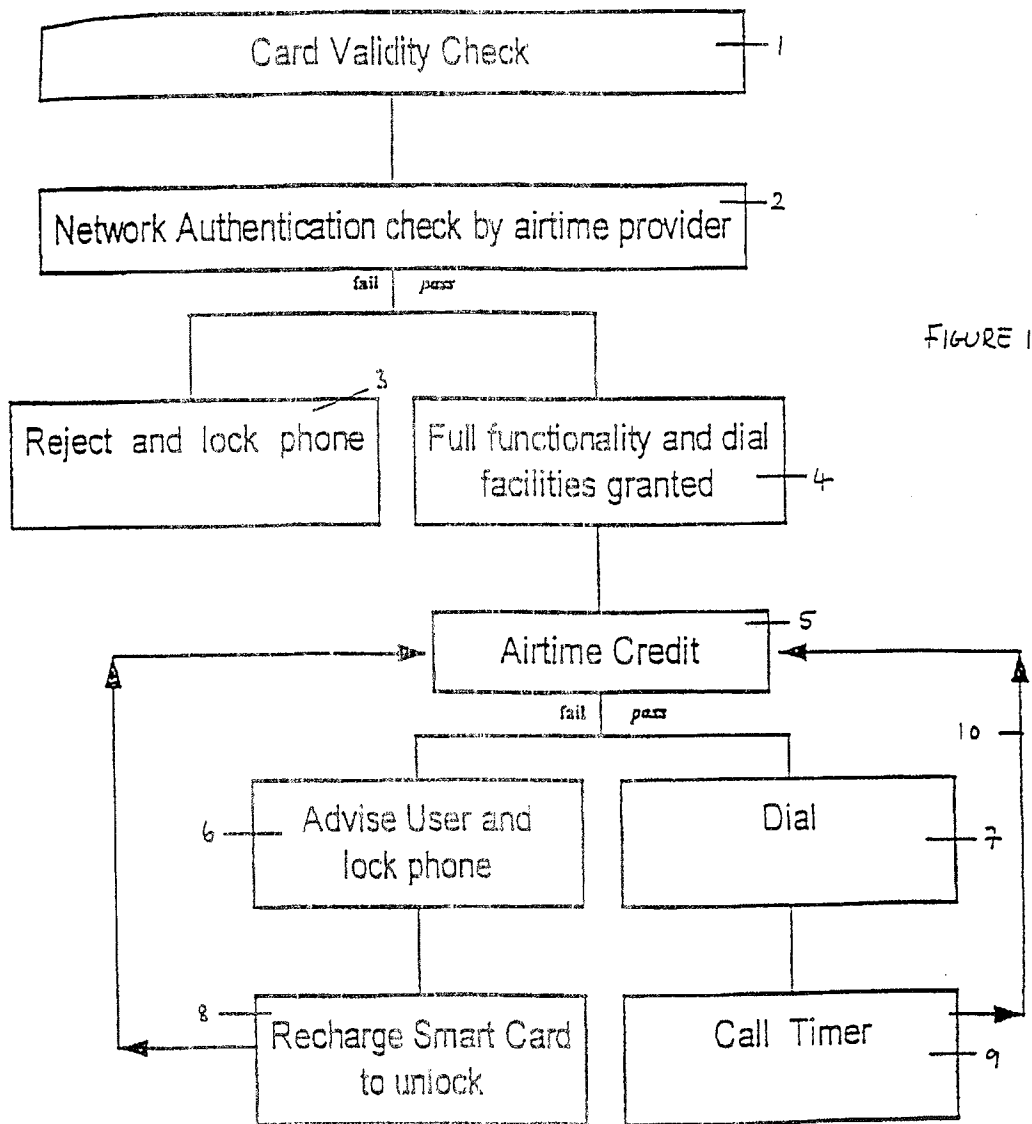 Card Validity Check
1
Network Authentication check by airtime provider
2
fail pass
FIGURE 1
3
Reject and lock phone
Full functionality and dial
facilities granted
4
5
Airtime Credit
fail pass
10
6
Advise User and
lock phone
Dial
7
8
Recharge Smart Card
to unlock
Call Timer
9